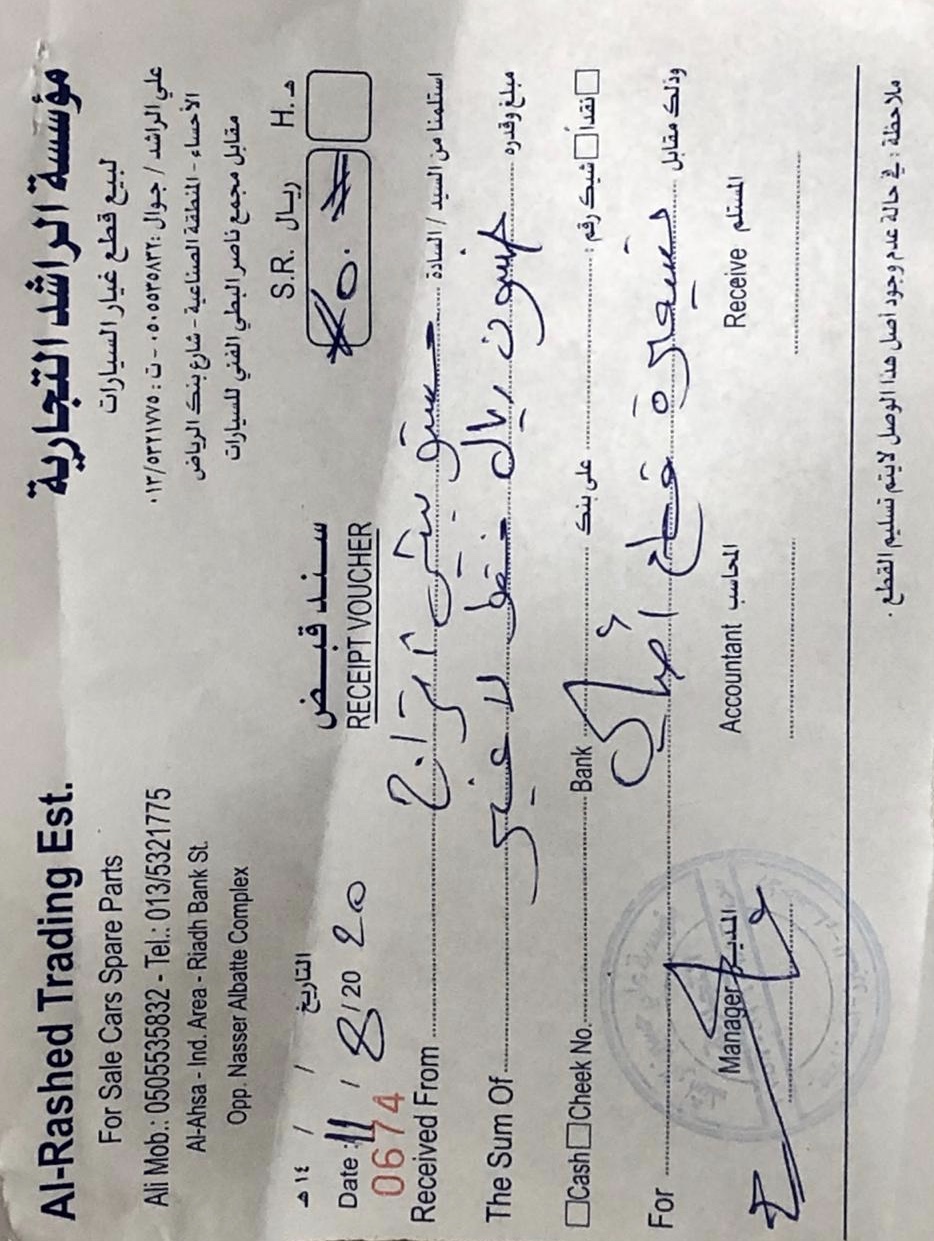 Al-Rashed Trading Est.
For Sale Cars Spare Parts
Ali Mob.: 0505535832 - Tel.: 013/5321775
Al-Ahsa - Ind. Area - Riadh Bank St.
Opp. Nasser Albatte Complex
مؤسسة الراشد التجارية
لبيع قطع غيار السيارات
علي الراشد / جوال : ٠٥٠٥٥٣٥٨٣٢ - ت : ٠١٣/٥٣٢١٧٧٥
الأحساء - المنطقة الصناعية - شارع بنك الرياض
مقابل مجمع ناصر البطي الفني للسيارات
/ / ١٤ هـ التاريخ
Date : 11 / 8 / 20 20
0674
سند قبض
RECEIPT VOUCHER
S.R. ريال H. هـ
# ٥٠ #
Received From استلمنا من السيد / السادة
The Sum Of خمسون ريال فقط لا غير مبلغ وقدره
Cash Cheek No. Bank على بنك شيك رقم : نقداً
For قطع وذلك مقابل
Manager المدير Accountant المحاسب Receive المستلم
ملاحظة : في حالة عدم وجود أصل هذا الوصل لايتم تسليم القطع .